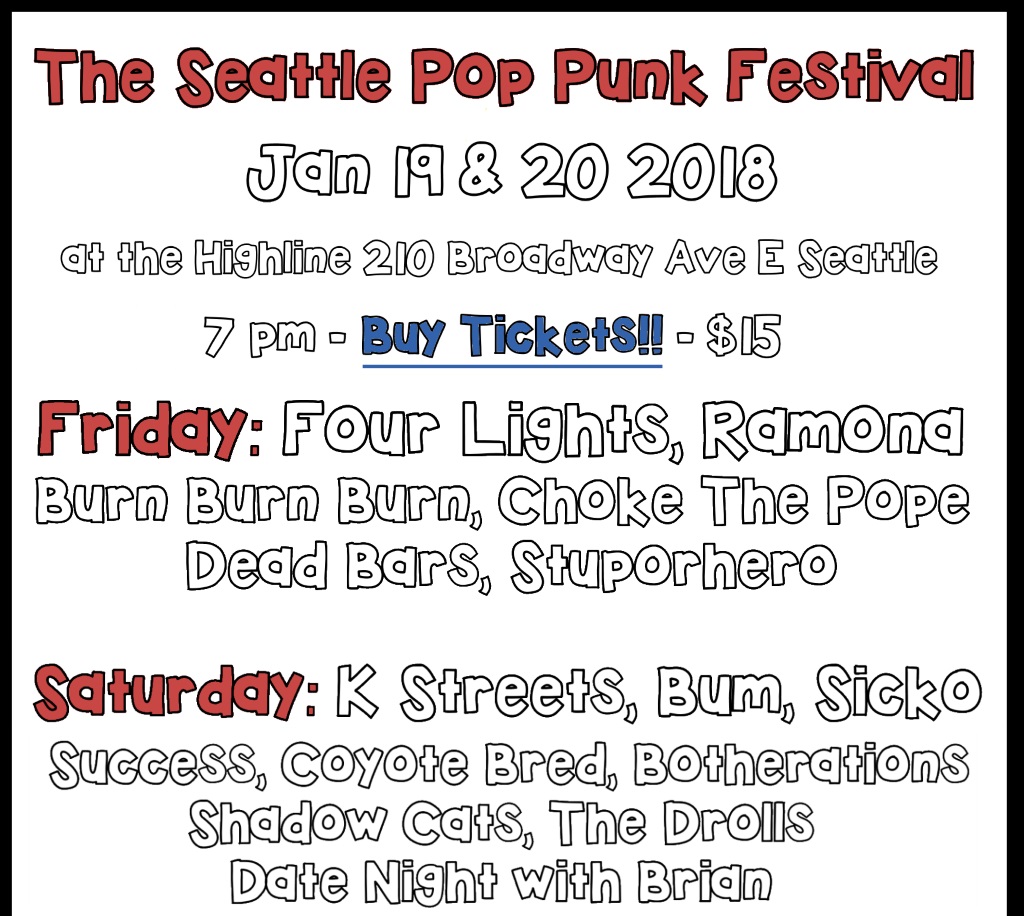 The Seattle Pop Punk Festival
Jan 19 & 20 2018
at the Highline 210 Broadway Ave E Seattle
7 pm - Buy Tickets!! - $15
Friday: Four Lights, Ramona
Burn Burn Burn, Choke The Pope
Dead Bars, Stuporhero
Saturday: K Streets, Bum, Sicko
Success, Coyote Bred, Botherations
Shadow Cats, The Drolls
Date Night with Brian